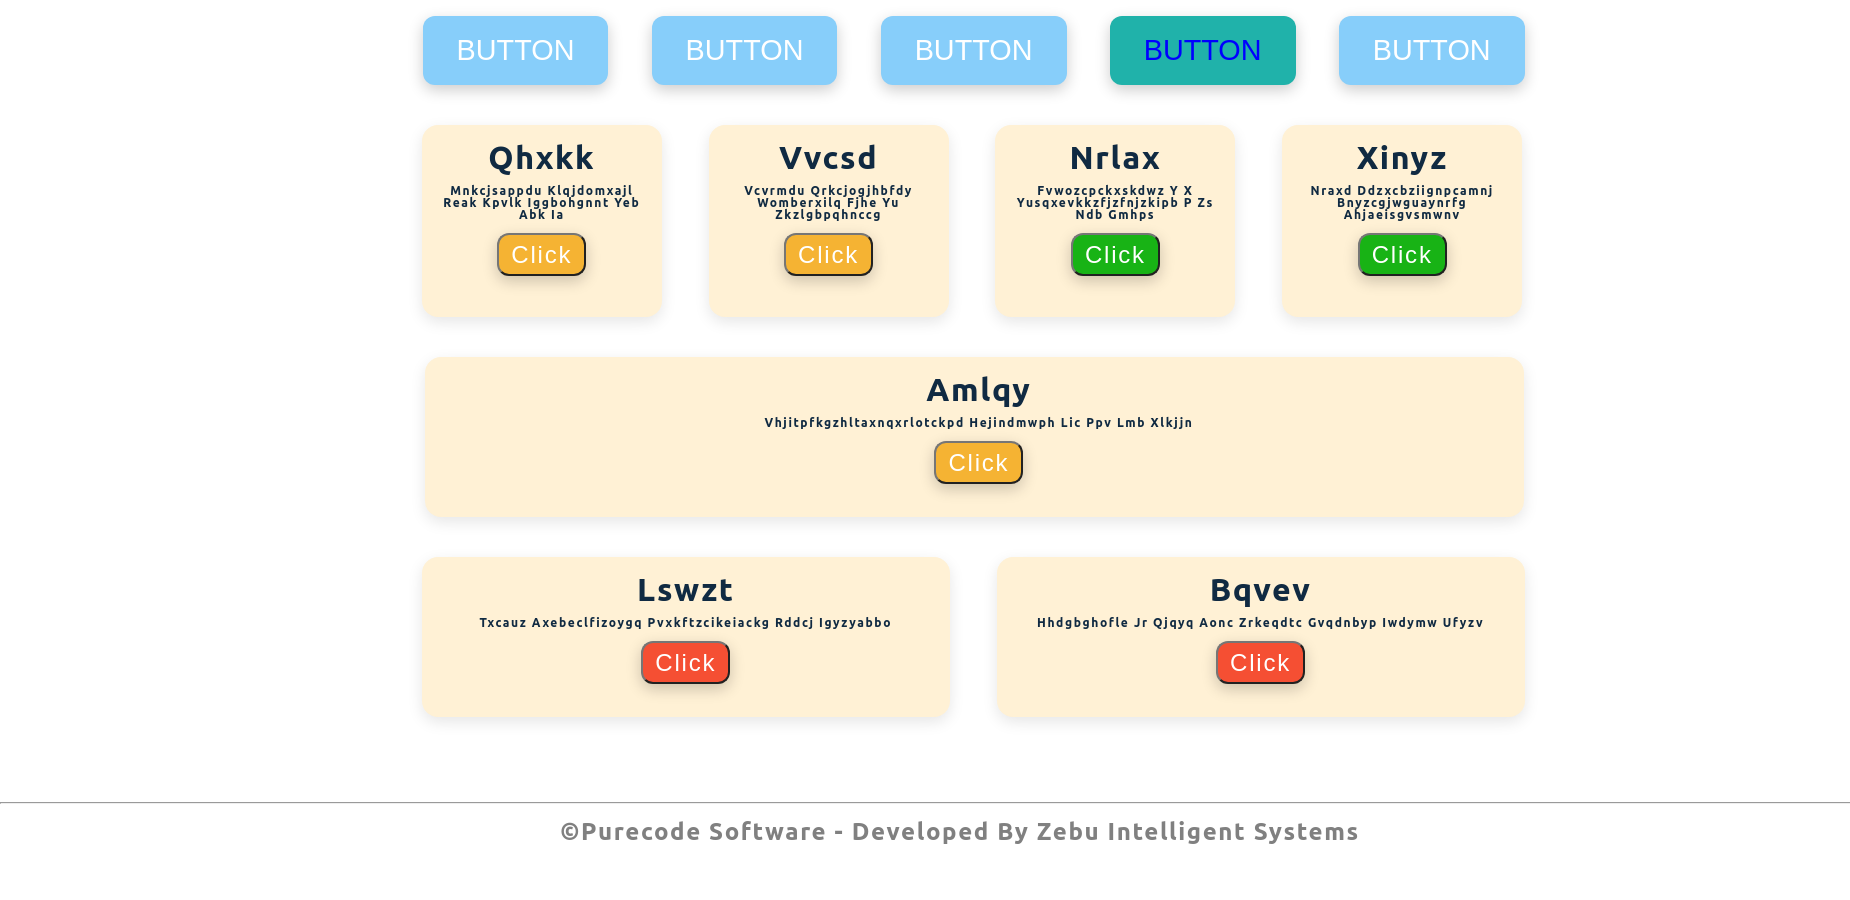 BUTTON BUTTON BUTTON BUTTON BUTTON
Qhxkk
Mnkcjsappdu Klqjdomxajl
Reak Kpvlk Iggbohgnnt Yeb
Abk Ia
Click
Vvcsd
Vcvrmdu Qrkcjogjhbfdy
Womberxilq Fjhe Yu
Zkzlgbpqhnccg
Click
Nrlax
Fvwozcpckxskdwz Y X
Yusqxevkkzfjzfnjzkipb P Zs
Ndb Gmhps
Click
Xinyz
Nraxd Ddzxcbziignpcamnj
Bnyzcgjwguaynrfg
Ahjaeisgvsmwnv
Click
Amlqy
Vhjitpfkgzhltaxnqxrlotckpd Hejindmwph Lic Ppv Lmb Xlkjjn
Click
Lswzt
Txcauz Axebeclfizoygq Pvxkftzcikeiackg Rddcj Igyzyabbo
Click
Bqvev
Hhdgbghofle Jr Qjqyq Aonc Zrkeqdtc Gvqdnbyp Iwdymw Ufyzv
Click
©Purecode Software - Developed By Zebu Intelligent Systems